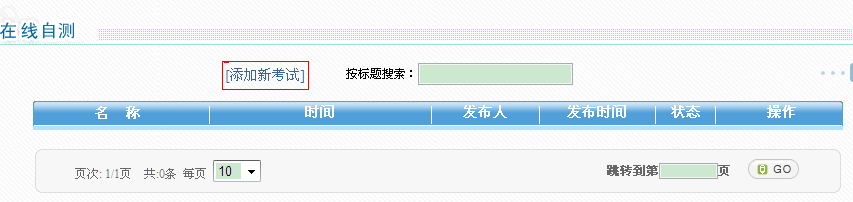 在线自测
[添加新考试] 按标题搜索：
名 称 时间 发布人 发布时间 状态 操作
页次: 1/1页 共:0条 每页 10 跳转到第 页 GO